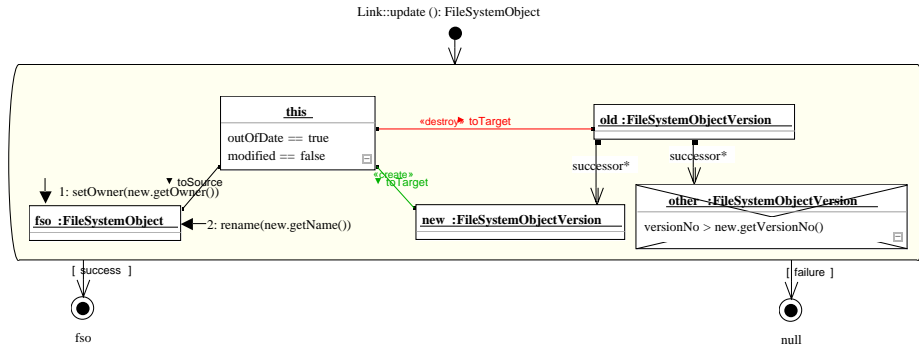 Link::update (): FileSystemObject
this
outOfDate == true
modified == false
«destroy» toTarget
old :FileSystemObjectVersion
successor*
successor*
«create»
toTarget
toSource
1: setOwner(new.getOwner())
fso :FileSystemObject
2: rename(new.getName())
new :FileSystemObjectVersion
other :FileSystemObjectVersion
versionNo > new.getVersionNo()
[ success ]
[ failure ]
fso
null